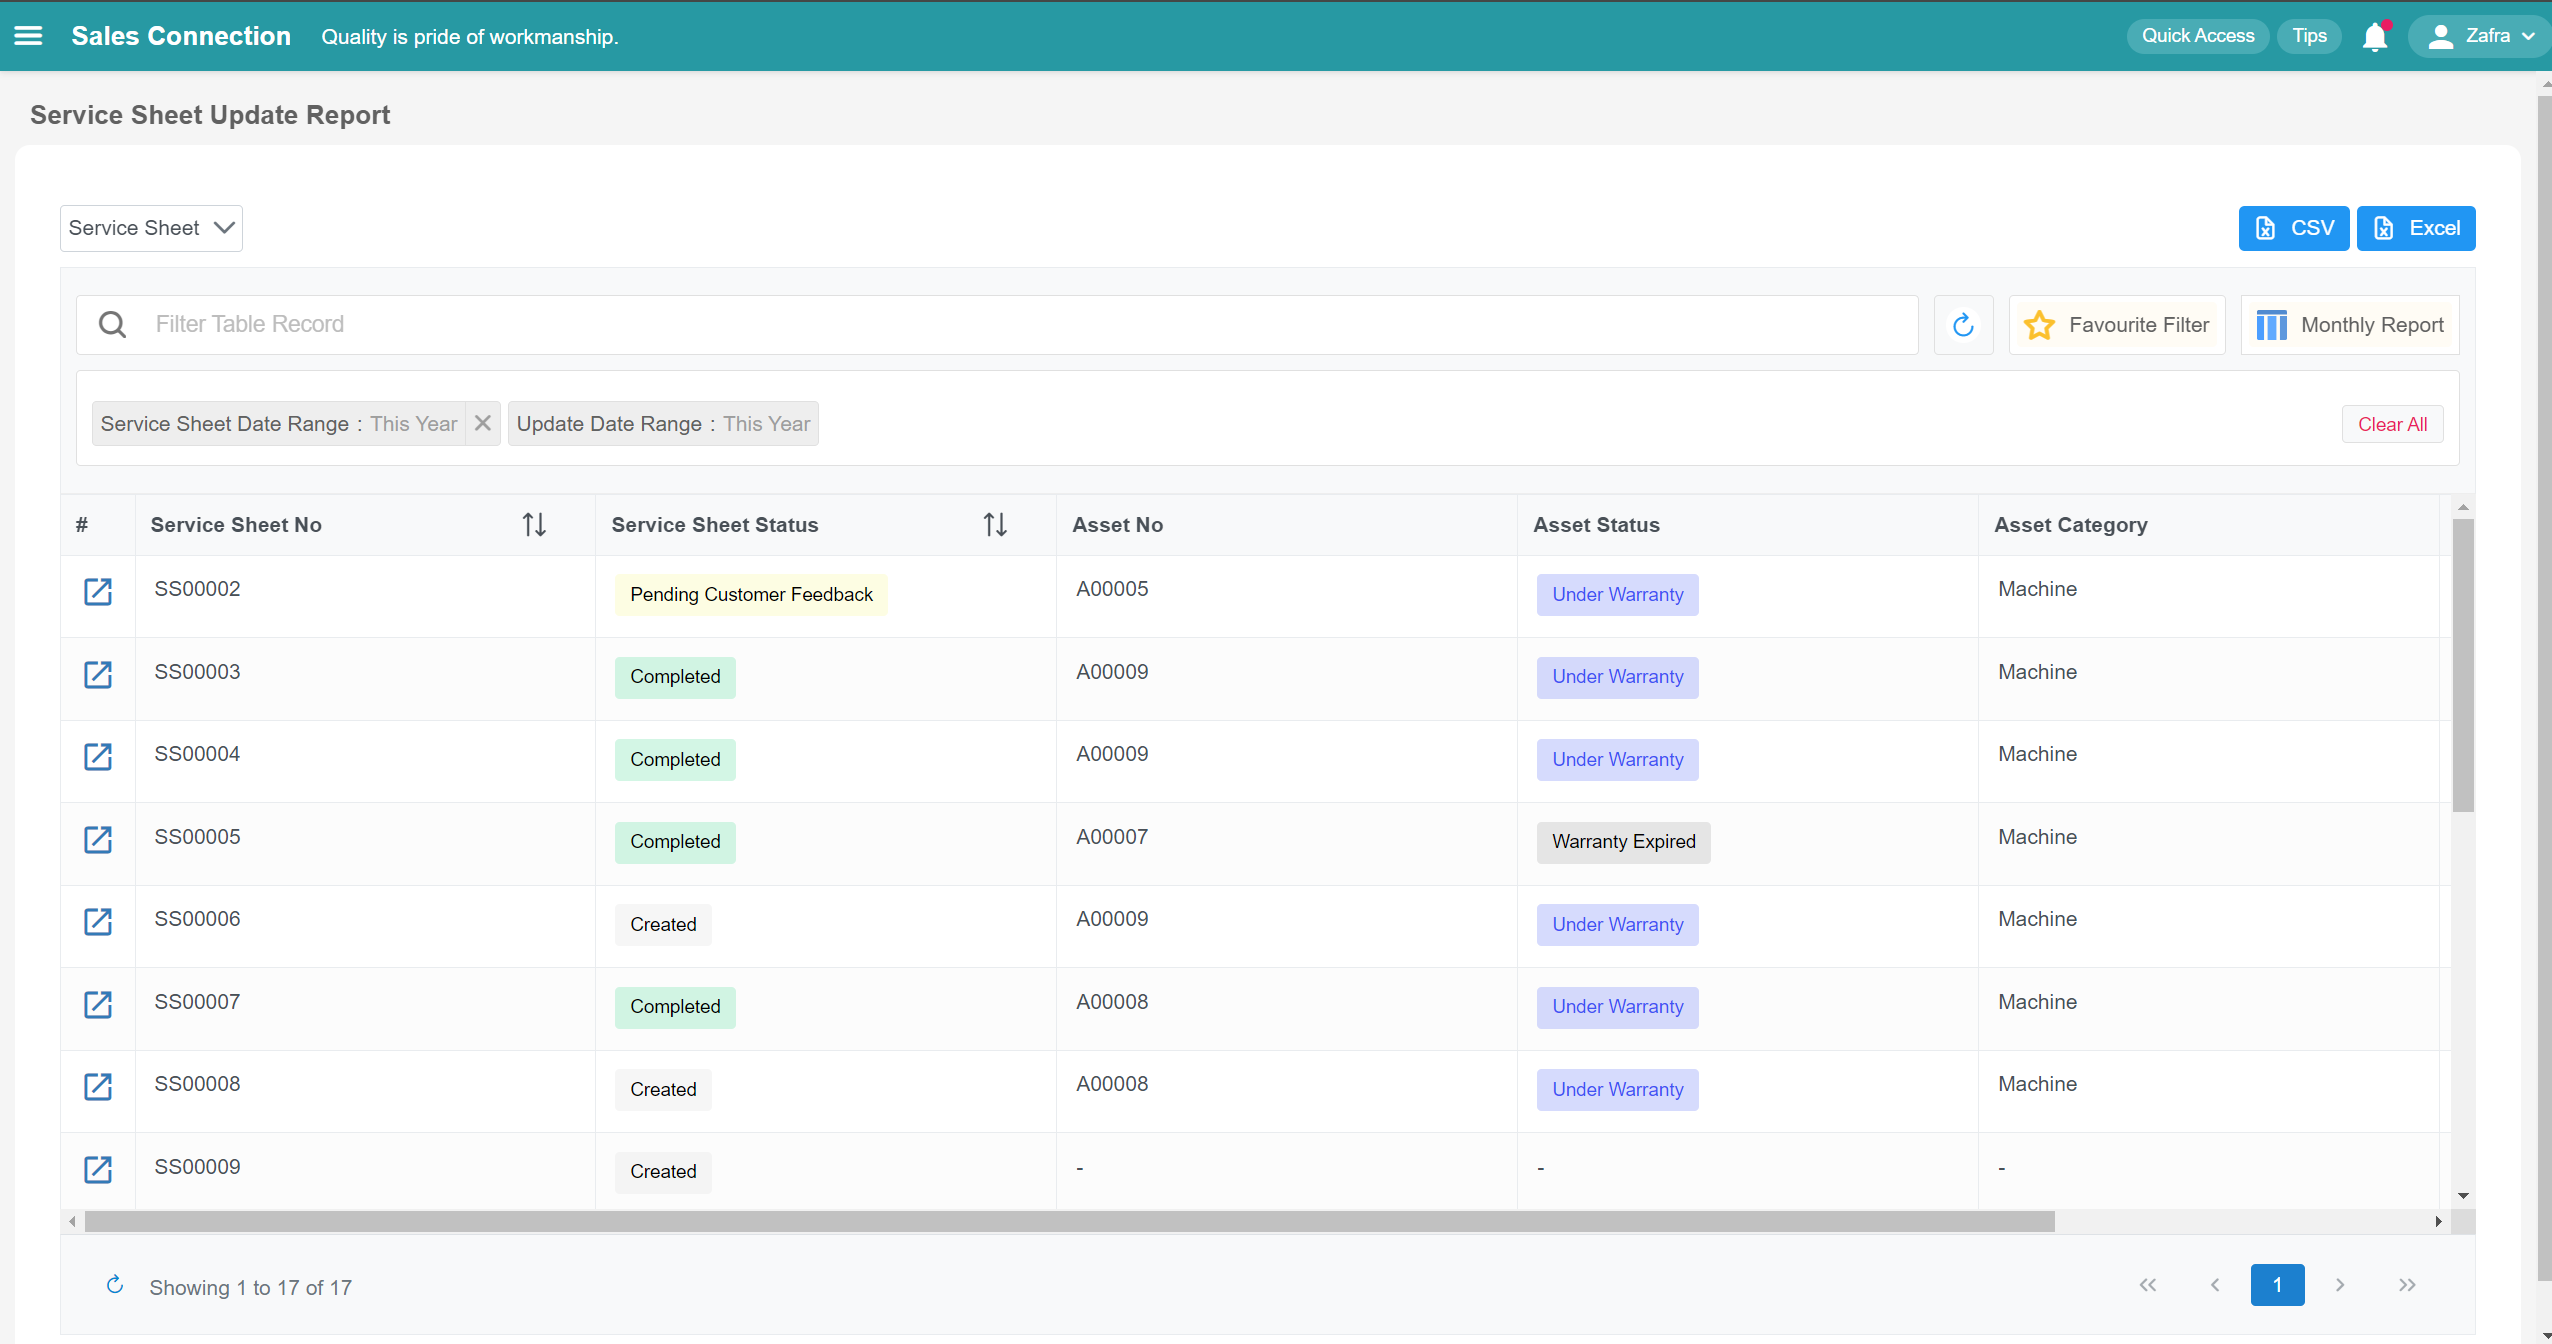 Sales Connection Quality is pride of workmanship. Quick Access Tips Zafra
Service Sheet Update Report
Service Sheet CSV Excel
Filter Table Record Favourite Filter Monthly Report
Service Sheet Date Range : This Year Update Date Range : This Year Clear All
# Service Sheet No Service Sheet Status Asset No Asset Status Asset Category
SS00002 Pending Customer Feedback A00005 Under Warranty Machine
SS00003 Completed A00009 Under Warranty Machine
SS00004 Completed A00009 Under Warranty Machine
SS00005 Completed A00007 Warranty Expired Machine
SS00006 Created A00009 Under Warranty Machine
SS00007 Completed A00008 Under Warranty Machine
SS00008 Created A00008 Under Warranty Machine
SS00009 Created - - -
Showing 1 to 17 of 17 1